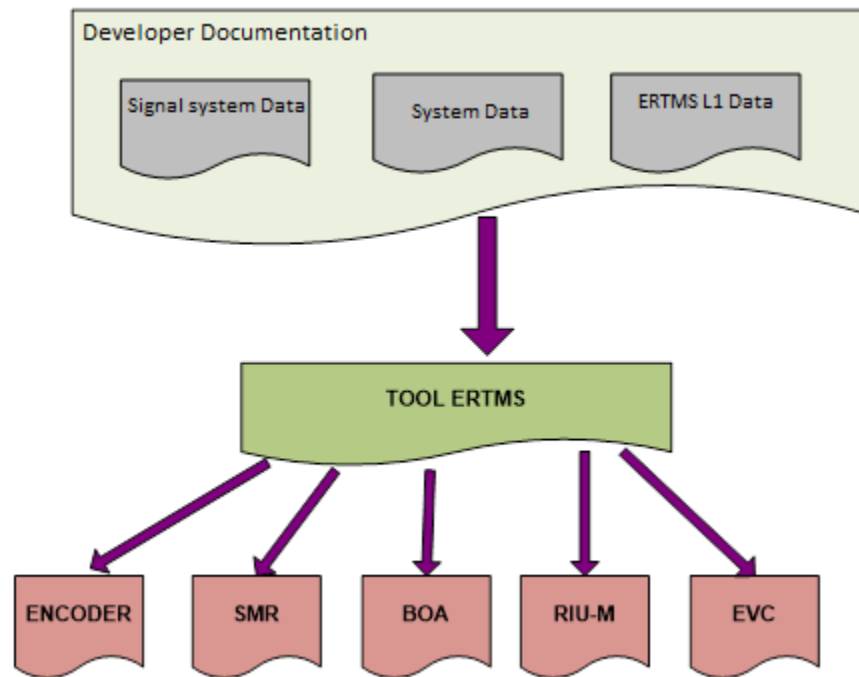 Developer Documentation
Signal system Data
System Data
ERTMS L1 Data
TOOL ERTMS
ENCODER
SMR
BOA
RIU-M
EVC